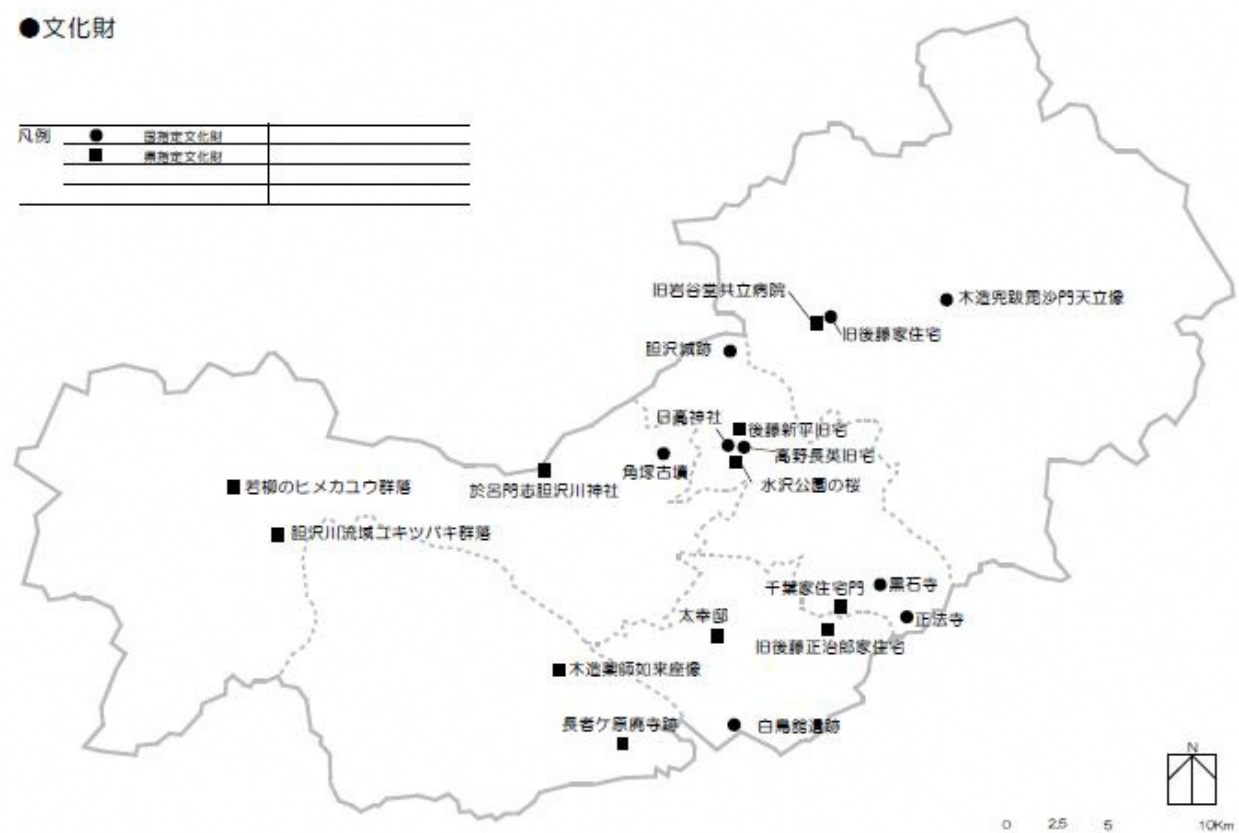 ●文化財
凡例
国指定文化財
県指定文化財
旧岩谷堂共立病院
木造兜跋毘沙門天立像
旧後藤家住宅
胆沢城跡
日高神社
後藤新平旧宅
高野長英旧宅
角塚古墳
水沢公園の桜
於呂閇志胆沢川神社
若柳のヒメカユウ群落
胆沢川流域ユキツバキ群落
千葉家住宅門
黒石寺
正法寺
太幸邸
旧後藤正治郎家住宅
木造薬師如来座像
長者ケ原廃寺跡
白鳥舘遺跡
N
0 2.5 5 10Km